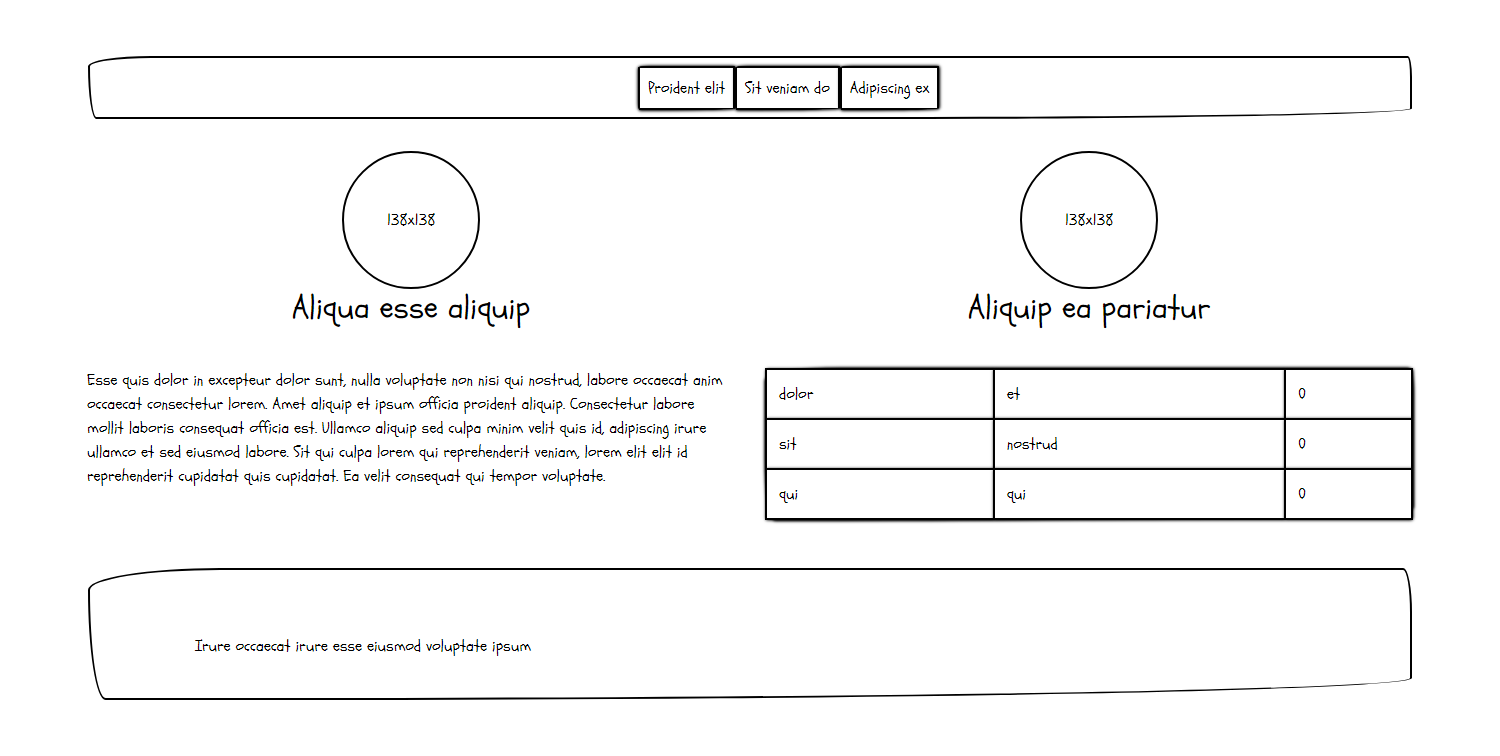 Proident elit Sit veniam do Adipiscing ex
138x138
Aliqua esse aliquip
Esse quis dolor in excepteur dolor sunt, nulla voluptate non nisi qui nostrud, labore occaecat anim
occaecat consectetur lorem. Amet aliquip et ipsum officia proident aliquip. Consectetur labore
mollit laboris consequat officia est. Ullamco aliquip sed culpa minim velit quis id, adipiscing irure
ullamco et sed eiusmod labore. Sit qui culpa lorem qui reprehenderit veniam, lorem elit elit id
reprehenderit cupidatat quis cupidatat. Ea velit consequat qui tempor voluptate.
138x138
Aliquip ea pariatur
dolor et 0
sit nostrud 0
qui qui 0
Irure occaecat irure esse eiusmod voluptate ipsum